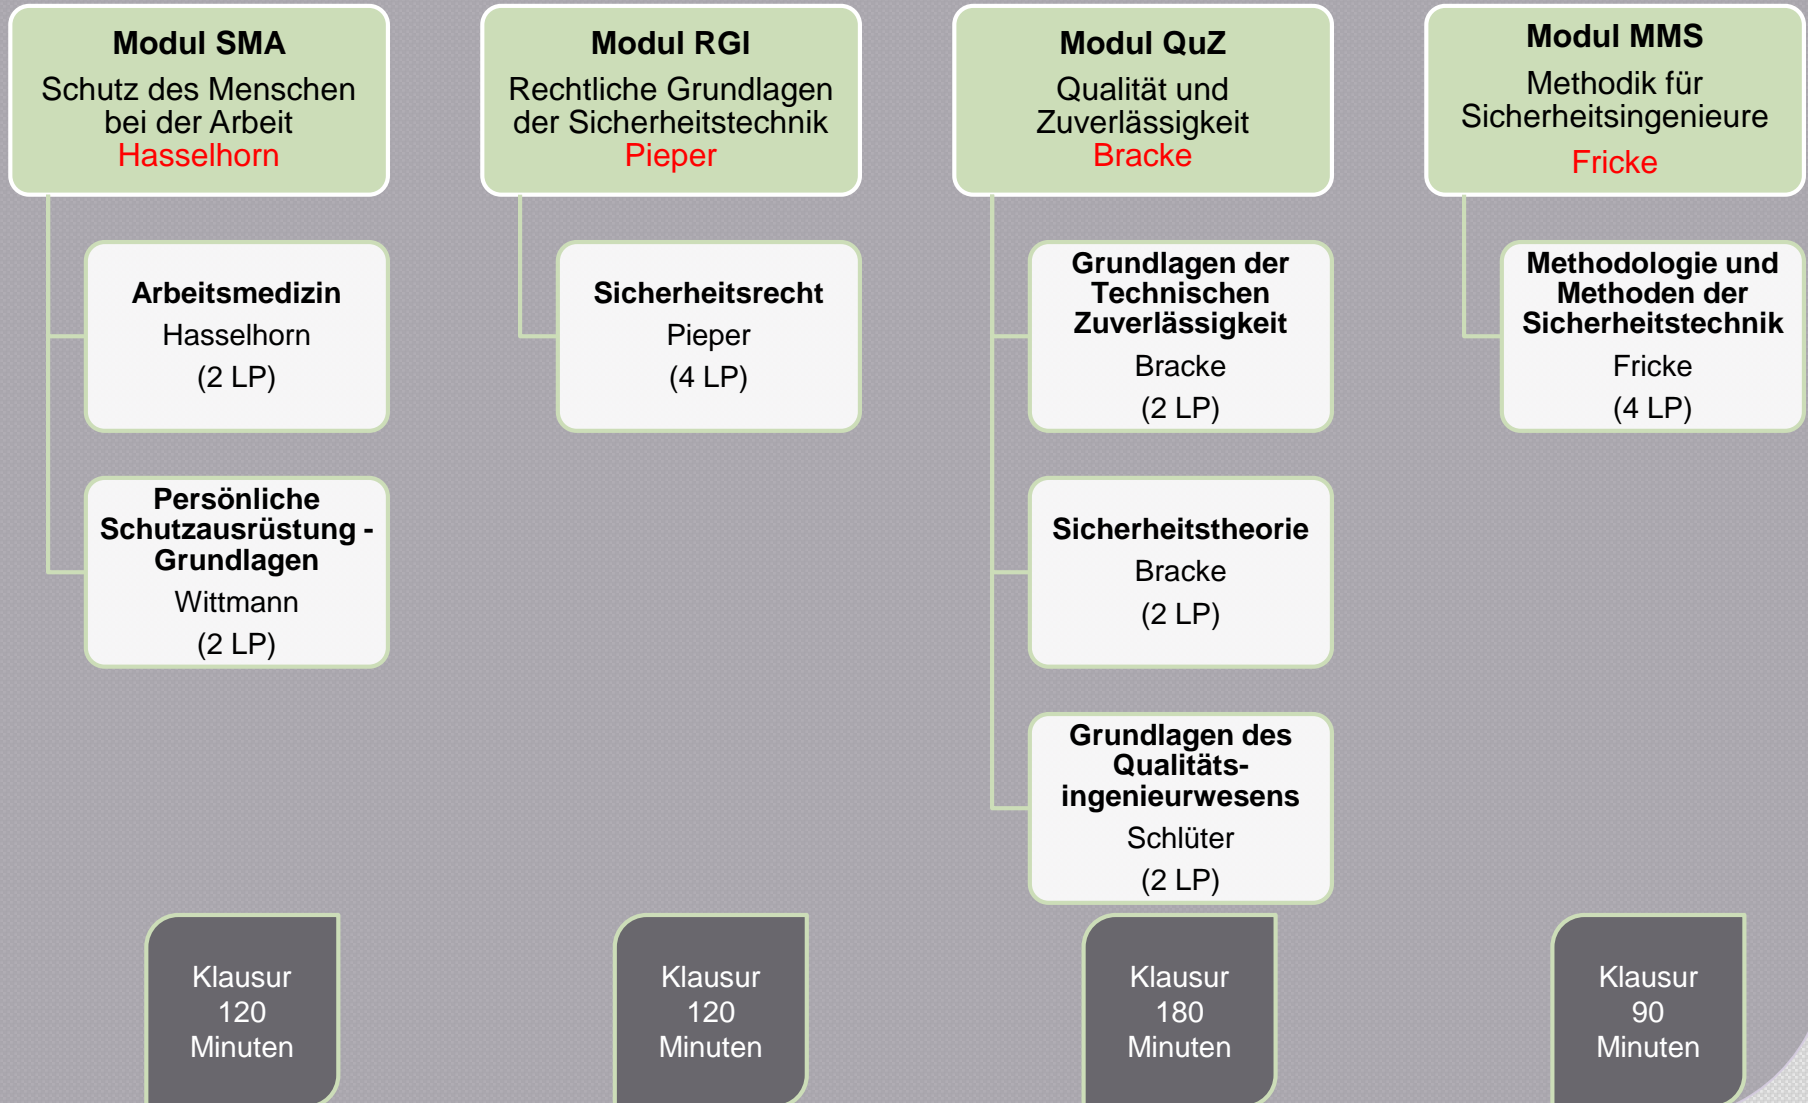 Modul SMA
Schutz des Menschen
bei der Arbeit
Hasselhorn
Arbeitsmedizin
Hasselhorn
(2 LP)
Persönliche
Schutzausrüstung -
Grundlagen
Wittmann
(2 LP)
Klausur
120
Minuten
Modul RGI
Rechtliche Grundlagen
der Sicherheitstechnik
Pieper
Sicherheitsrecht
Pieper
(4 LP)
Klausur
120
Minuten
Modul QuZ
Qualität und
Zuverlässigkeit
Bracke
Grundlagen der
Technischen
Zuverlässigkeit
Bracke
(2 LP)
Sicherheitstheorie
Bracke
(2 LP)
Grundlagen des
Qualitäts-
ingenieurwesens
Schlüter
(2 LP)
Klausur
180
Minuten
Modul MMS
Methodik für
Sicherheitsingenieure
Fricke
Methodologie und
Methoden der
Sicherheitstechnik
Fricke
(4 LP)
Klausur
90
Minuten